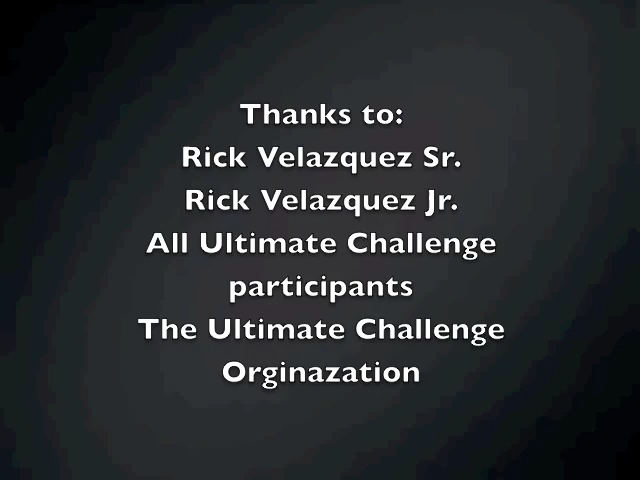 Thanks to:
Rick Velazquez Sr.
Rick Velazquez Jr.
All Ultimate Challenge
participants
The Ultimate Challenge
Orginazation